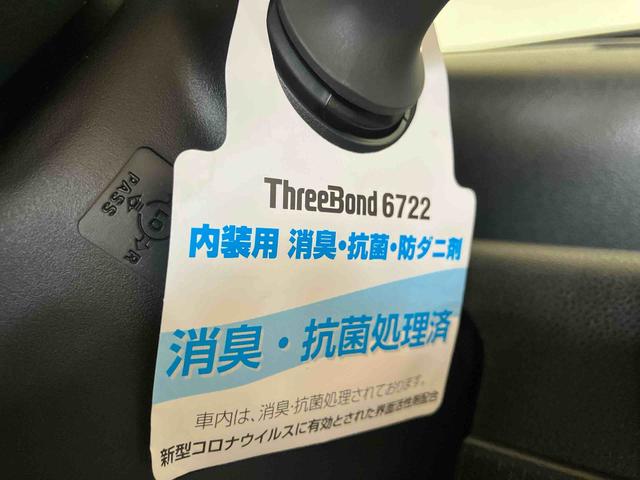 ThreeBond 6722
内装用 消臭・抗菌・防ダニ剤
消臭・抗菌処理済
車内は、消臭・抗菌処理されております。
新型コロナウイルスに有効とされた界面活性剤配合
PASS
LO
R